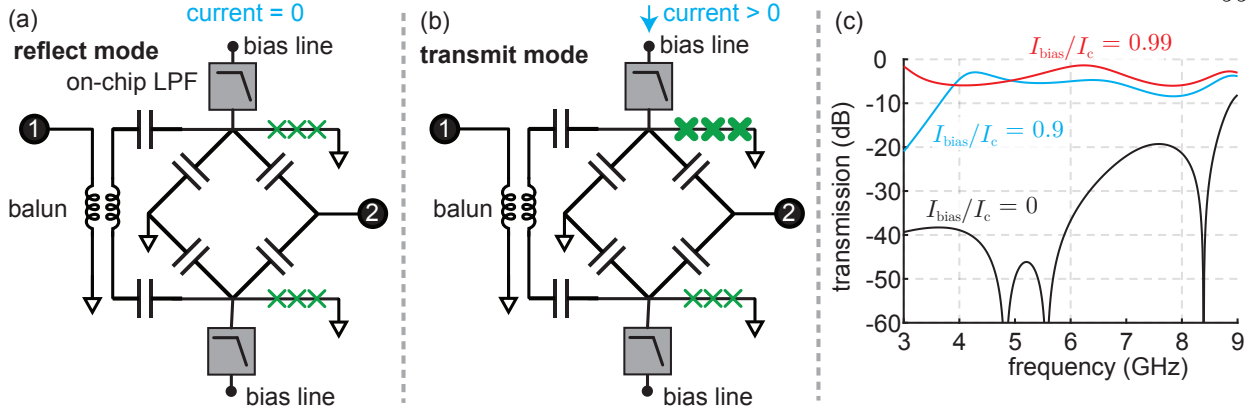 (a)
current = 0
bias line
reflect mode
on-chip LPF
1
balun
2
bias line
(b)
current > 0
bias line
transmit mode
1
balun
2
bias line
(c)
I_bias/I_c = 0.99
I_bias/I_c = 0.9
I_bias/I_c = 0
transmission (dB)
0
-10
-20
-30
-40
-50
-60
3 4 5 6 7 8 9
frequency (GHz)